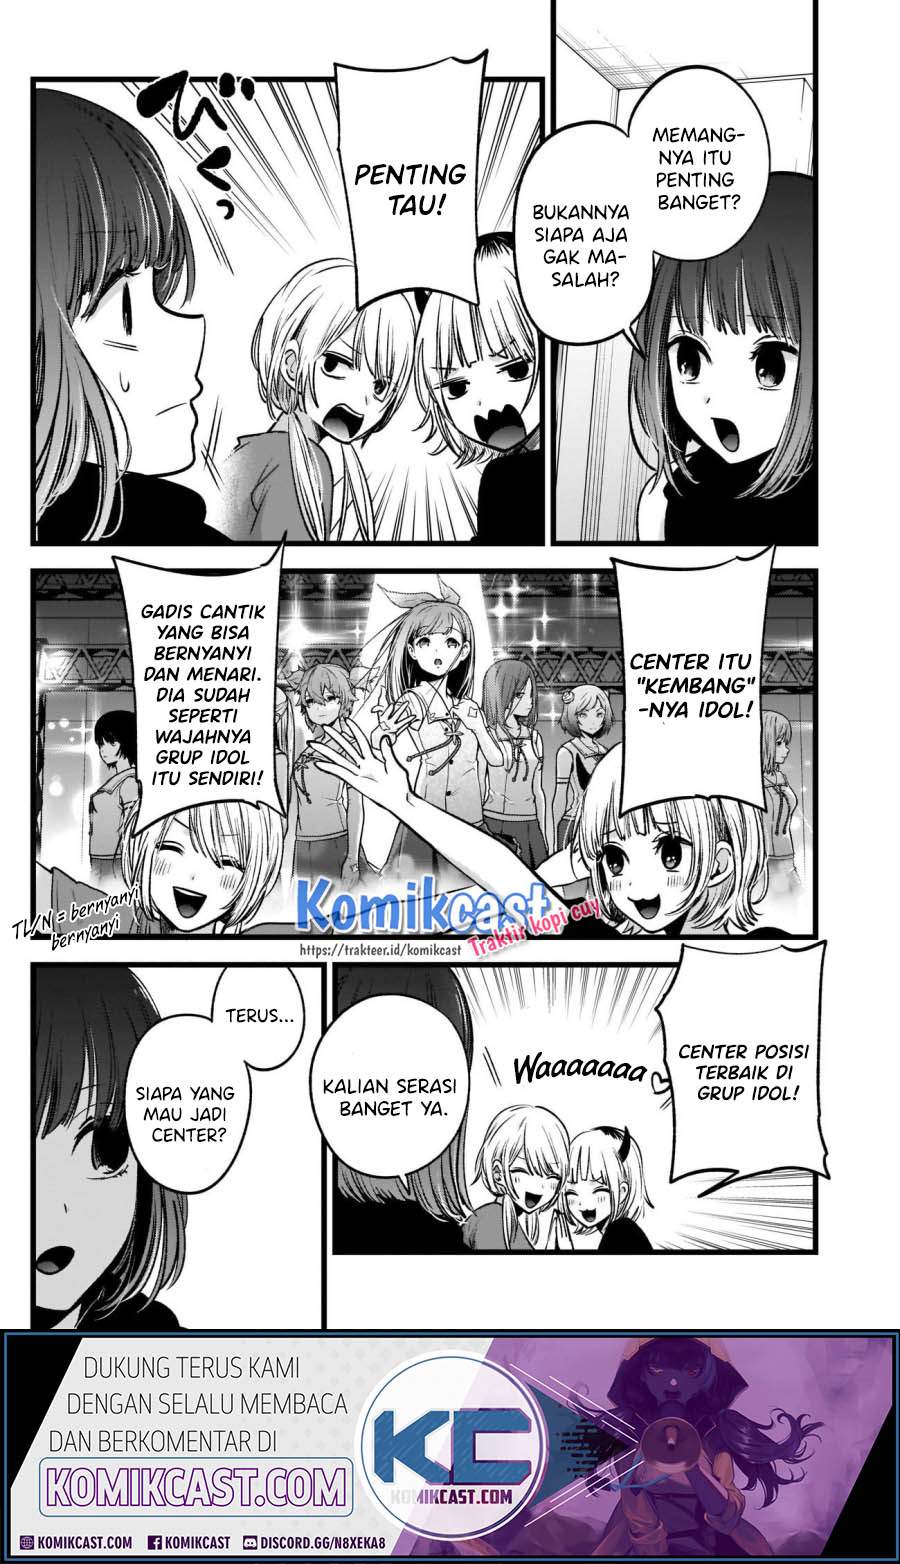 MEMANG-
NYA ITU
PENTING
BANGET?
BUKANNYA
SIAPA AJA
GAK MA-
SALAH?
PENTING
TAU!
び
CENTER ITU
"KEMBANG"
-NYA IDOL!
GADIS CANTIK
YANG BISA
BERNYANYI
DAN MENARI.
DIA SUDAH
SEPERTI
WAJAHNYA
GRUP IDOL
ITU SENDIRI!
TL/N = bernyanyi
bernyanyi
Komikcast
Traktir kopi cuy
https://trakteer.id/komikcast
CENTER POSISI
TERBAIK DI
GRUP IDOL!
Waaaaaaa
KALIAN SERASI
BANGET YA.
TERUS...
SIAPA YANG
MAU JADI
CENTER?
DUKUNG TERUS KAMI
DENGAN SELALU MEMBACA
DAN BERKOMENTAR DI
KOMIKCAST.COM
KOMIKCAST.COM
KOMIKCAST
DISCORD.GG/N8XEKA8
KC
KOMIKCAST.COM